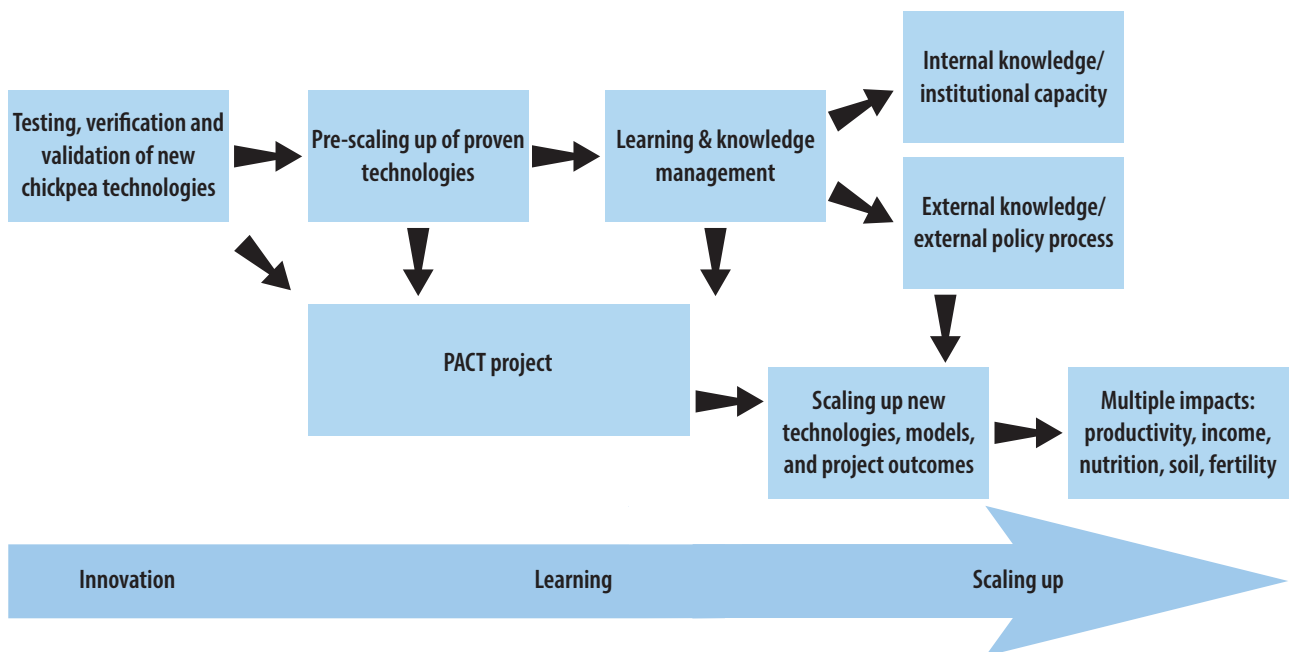 Testing, verification and
validation of new
chickpea technologies
Pre-scaling up of proven
technologies
Learning & knowledge
management
Internal knowledge/
institutional capacity
External knowledge/
external policy process
PACT project
Scaling up new
technologies, models,
and project outcomes
Multiple impacts:
productivity, income,
nutrition, soil, fertility
Innovation
Learning
Scaling up